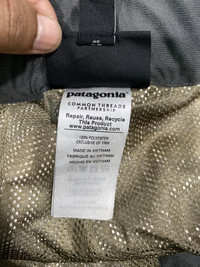 patagonia
COMMON THREADS
PARTNERSHIP
Repair, Reuse, Recycle
This Product
www.patagonia.com
100% POLYESTER
EXCLUSIVE OF TRIM
MADE IN VIETNAM
FABRIQUÉ AU VIETNAM
HECHO EN VIETNAM